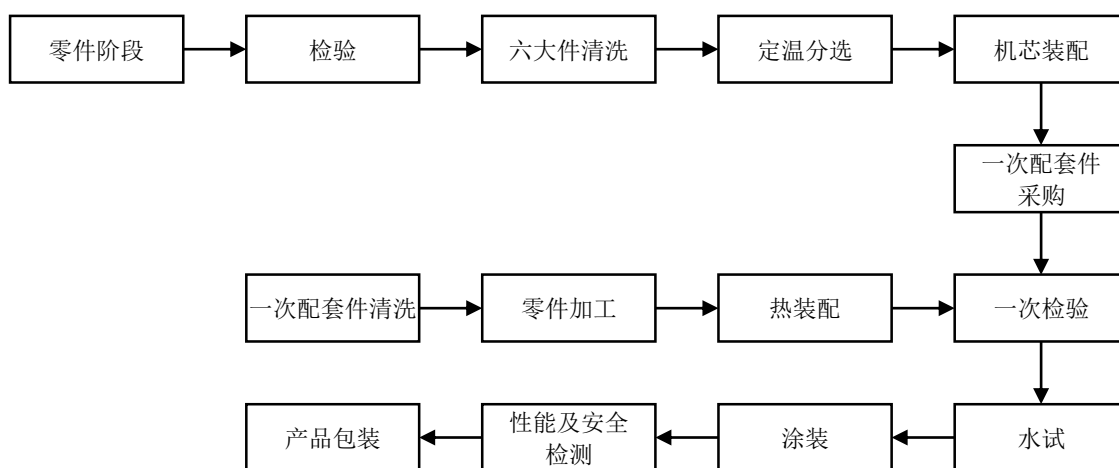 零件阶段
检验
六大件清洗
定温分选
机芯装配
一次配套件
采购
一次配套件清洗
零件加工
热装配
一次检验
产品包装
性能及安全
检测
涂装
水试